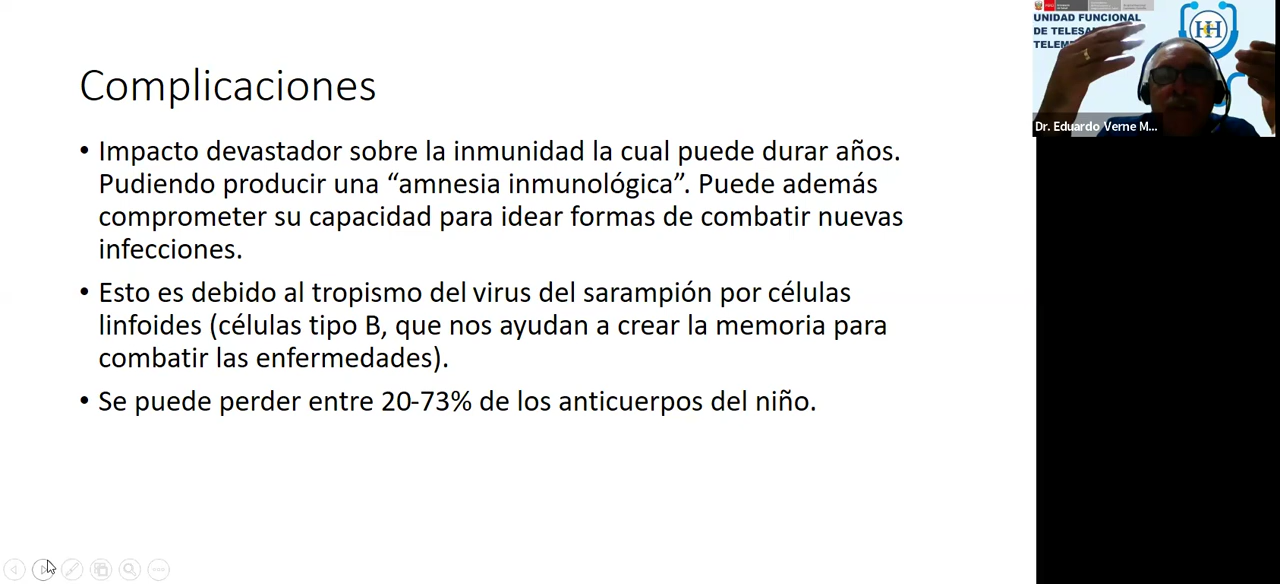 Complicaciones
• Impacto devastador sobre la inmunidad la cual puede durar años.
Pudiendo producir una “amnesia inmunológica”. Puede además
comprometer su capacidad para idear formas de combatir nuevas
infecciones.
• Esto es debido al tropismo del virus del sarampión por células
linfoides (células tipo B, que nos ayudan a crear la memoria para
combatir las enfermedades).
• Se puede perder entre 20-73% de los anticuerpos del niño.
UNIDAD FUNCIONAL
DE
Dr. Eduardo Verne M...